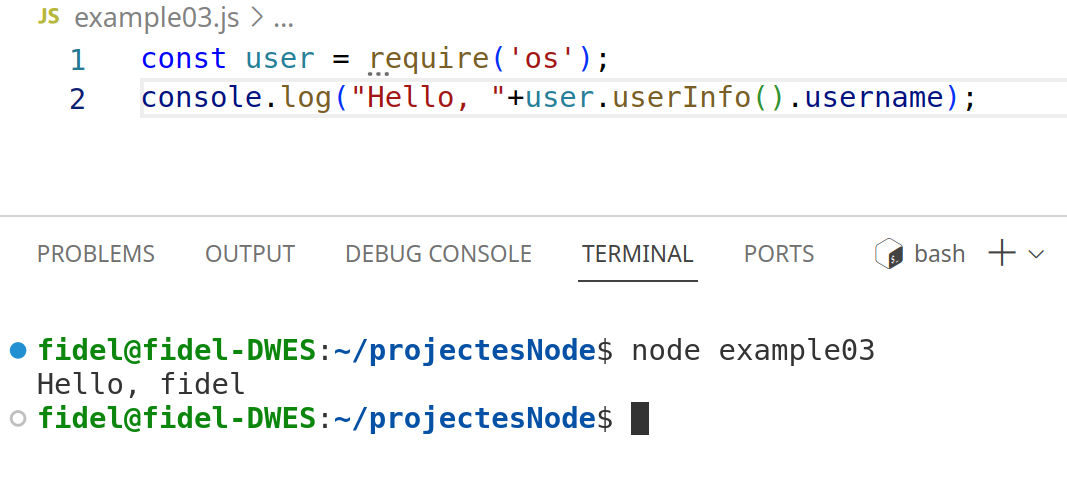 JS example03.js > ...
1 const user = require('os');
2 console.log("Hello, "+user.userInfo().username);
PROBLEMS OUTPUT DEBUG CONSOLE TERMINAL PORTS bash
fidel@fidel-DWES:~/projectesNode$ node example03
Hello, fidel
fidel@fidel-DWES:~/projectesNode$